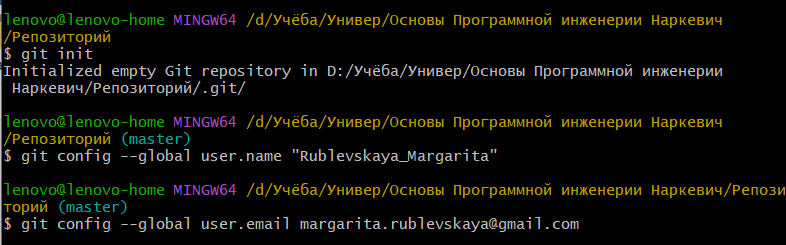 lenovo@lenovo-home MINGW64 /d/Учёба/Универ/Основы Программной инженерии Наркевич
/Репозиторий
$ git init
Initialized empty Git repository in D:/Учёба/Универ/Основы Программной инженерии
Наркевич/Репозиторий/.git/
lenovo@lenovo-home MINGW64 /d/Учёба/Универ/Основы Программной инженерии Наркевич
/Репозиторий (master)
$ git config --global user.name "Rublevskaya_Margarita"
lenovo@lenovo-home MINGW64 /d/Учёба/Универ/Основы Программной инженерии Наркевич/Репози
торий (master)
$ git config --global user.email margarita.rublevskaya@gmail.com